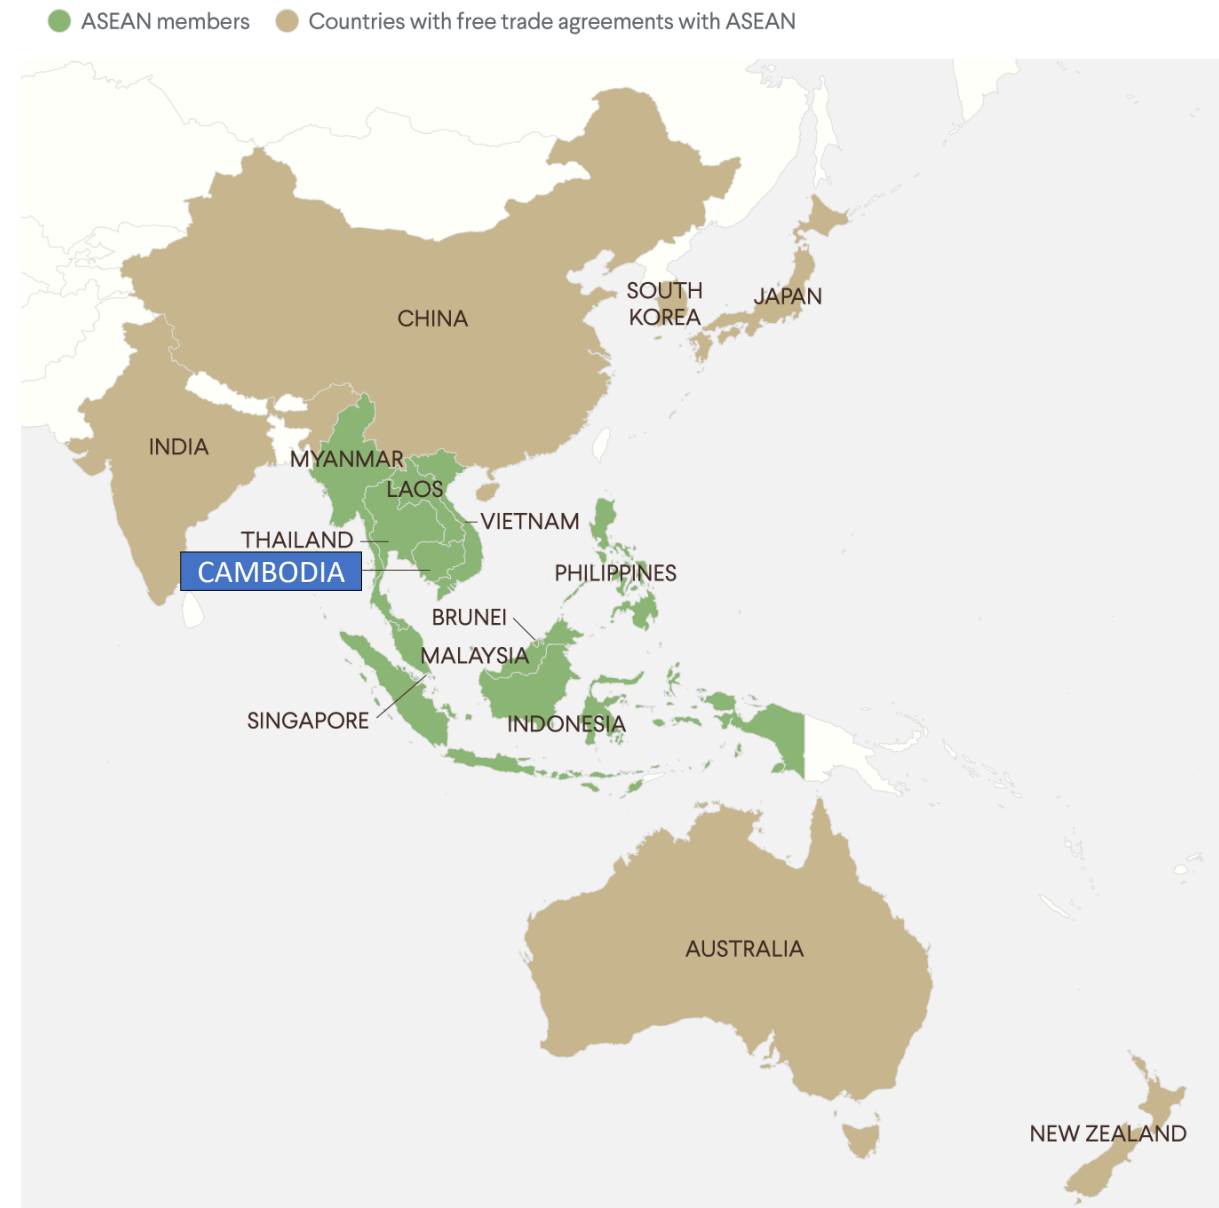 ASEAN members
Countries with free trade agreements with ASEAN
CHINA
SOUTH
KOREA
JAPAN
INDIA
MYANMAR
LAOS
VIETNAM
THAILAND
CAMBODIA
PHILIPPINES
BRUNEI
MALAYSIA
SINGAPORE
INDONESIA
AUSTRALIA
NEW ZEALAND